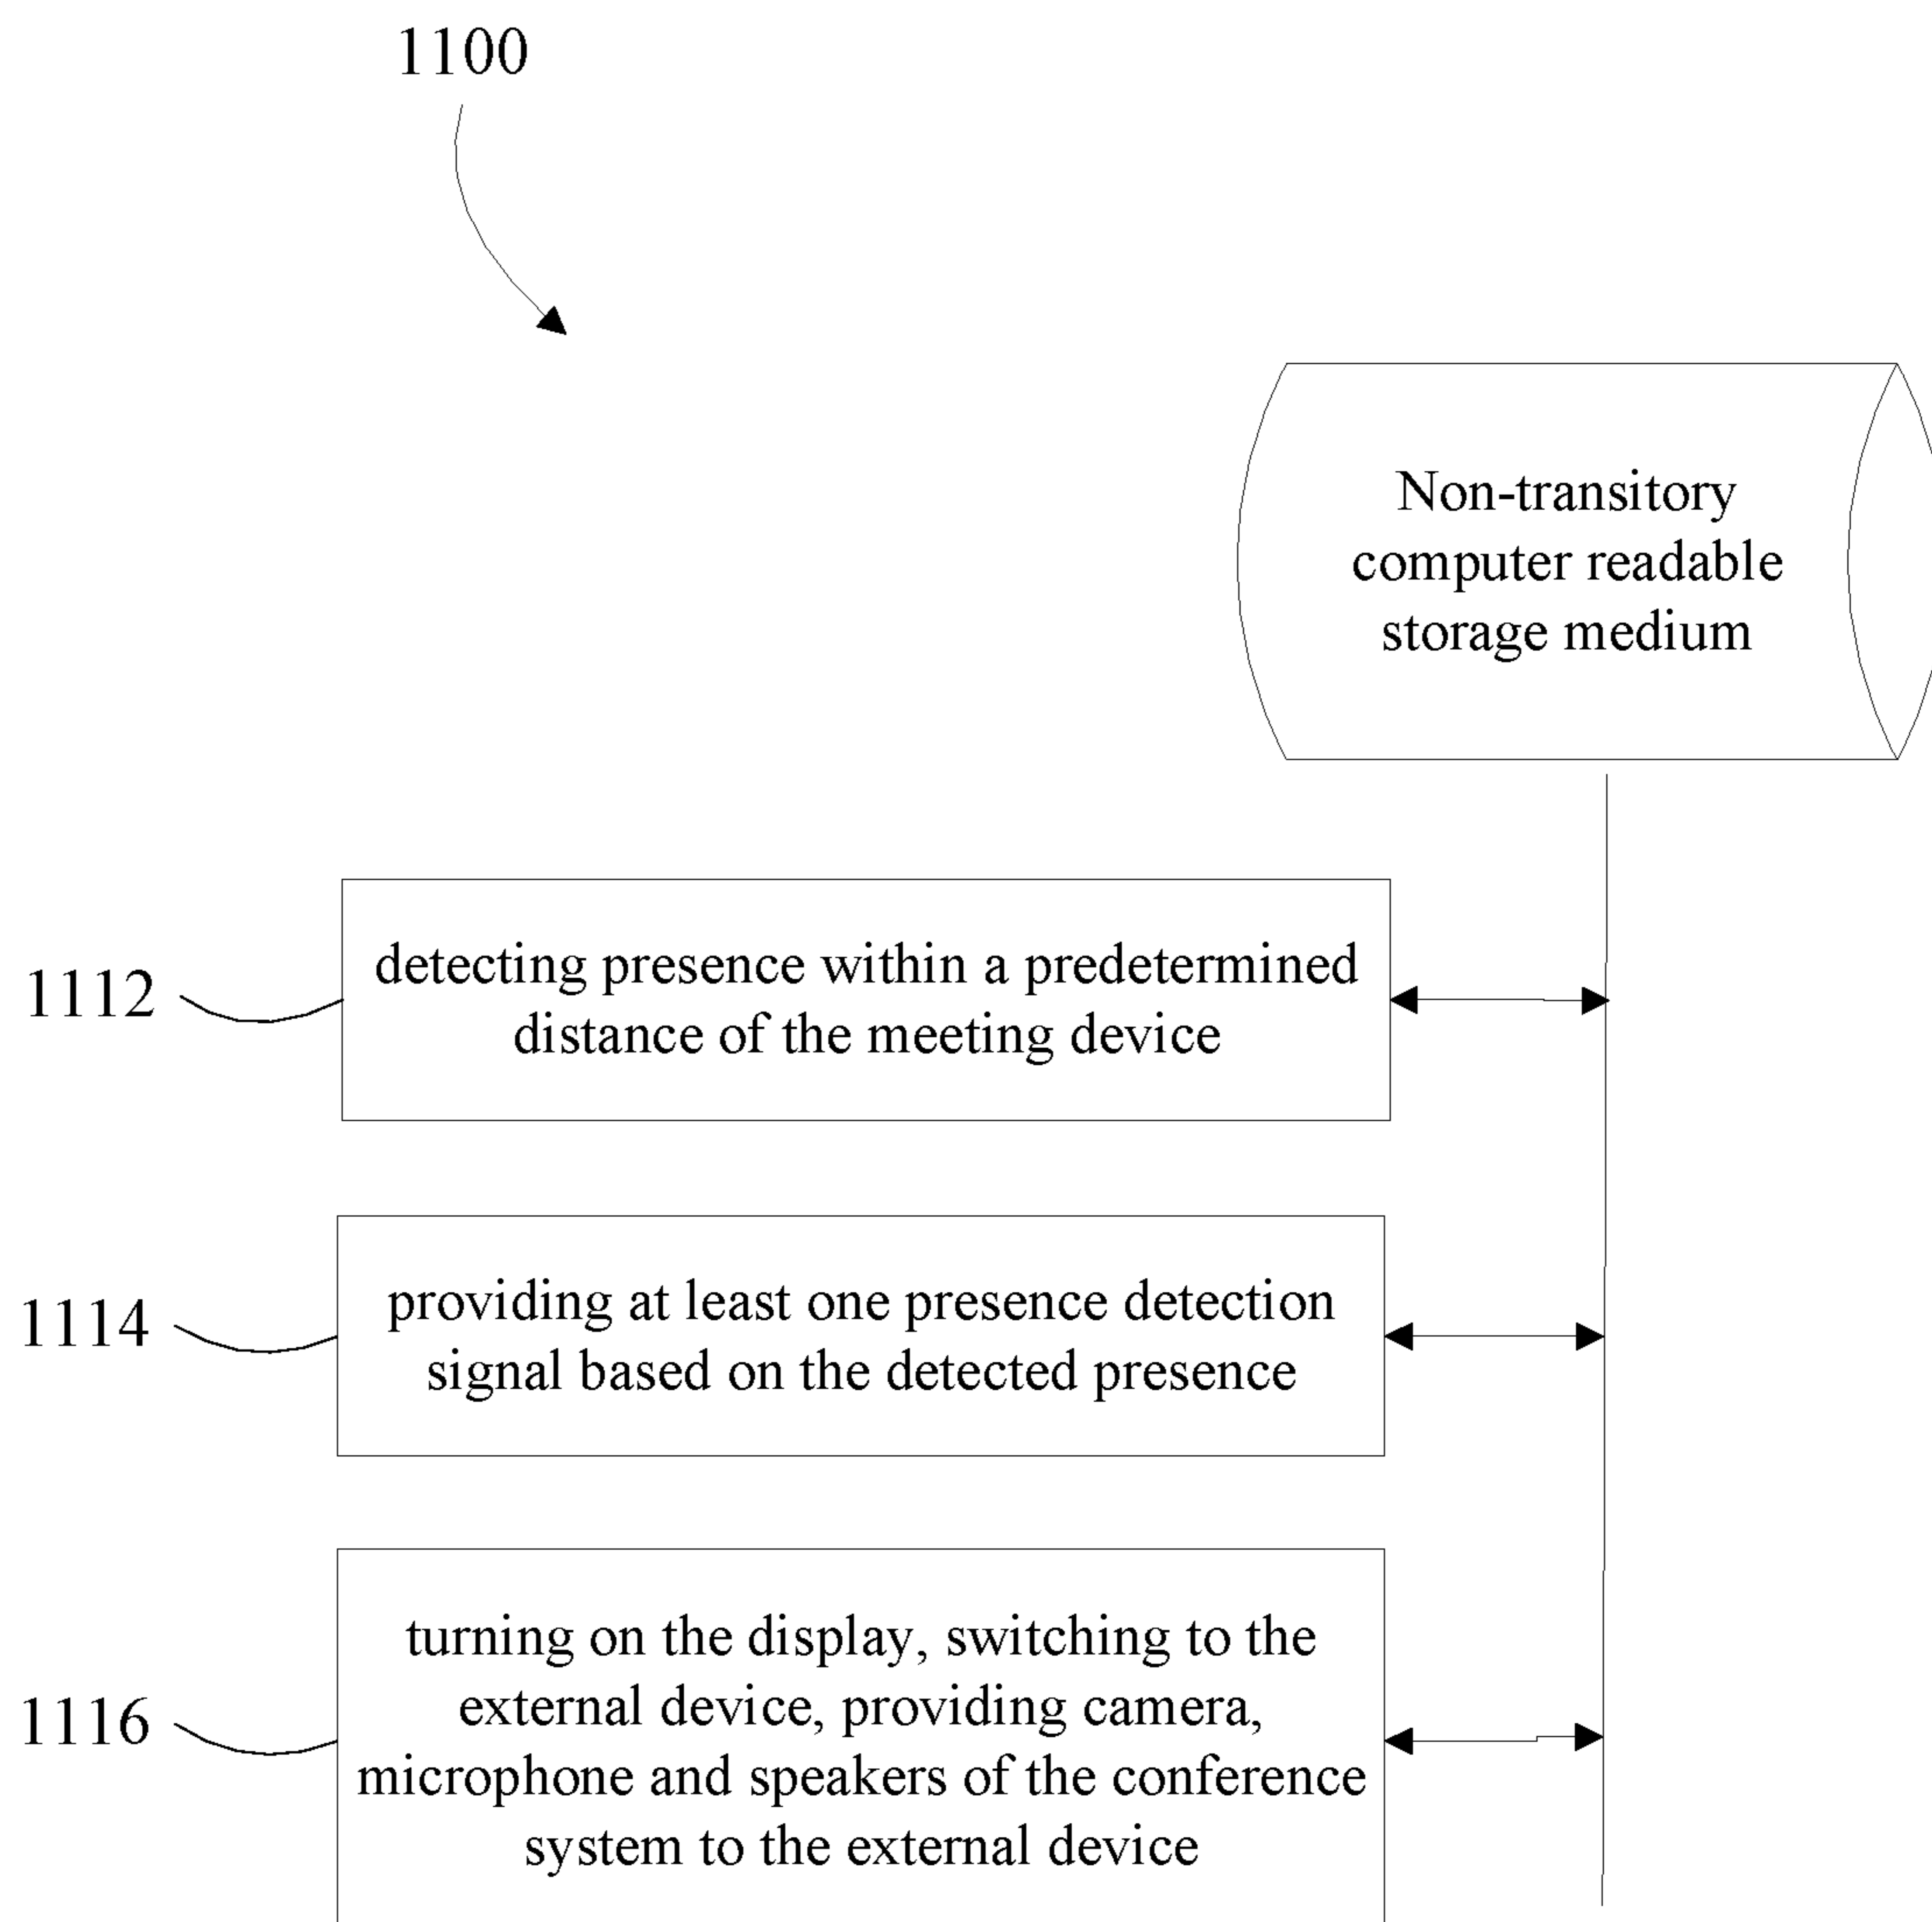 1100
Non-transitory
computer readable
storage medium
1112
detecting presence within a predetermined
distance of the meeting device
1114
providing at least one presence detection
signal based on the detected presence
1116
turning on the display, switching to the
external device, providing camera,
microphone and speakers of the conference
system to the external device